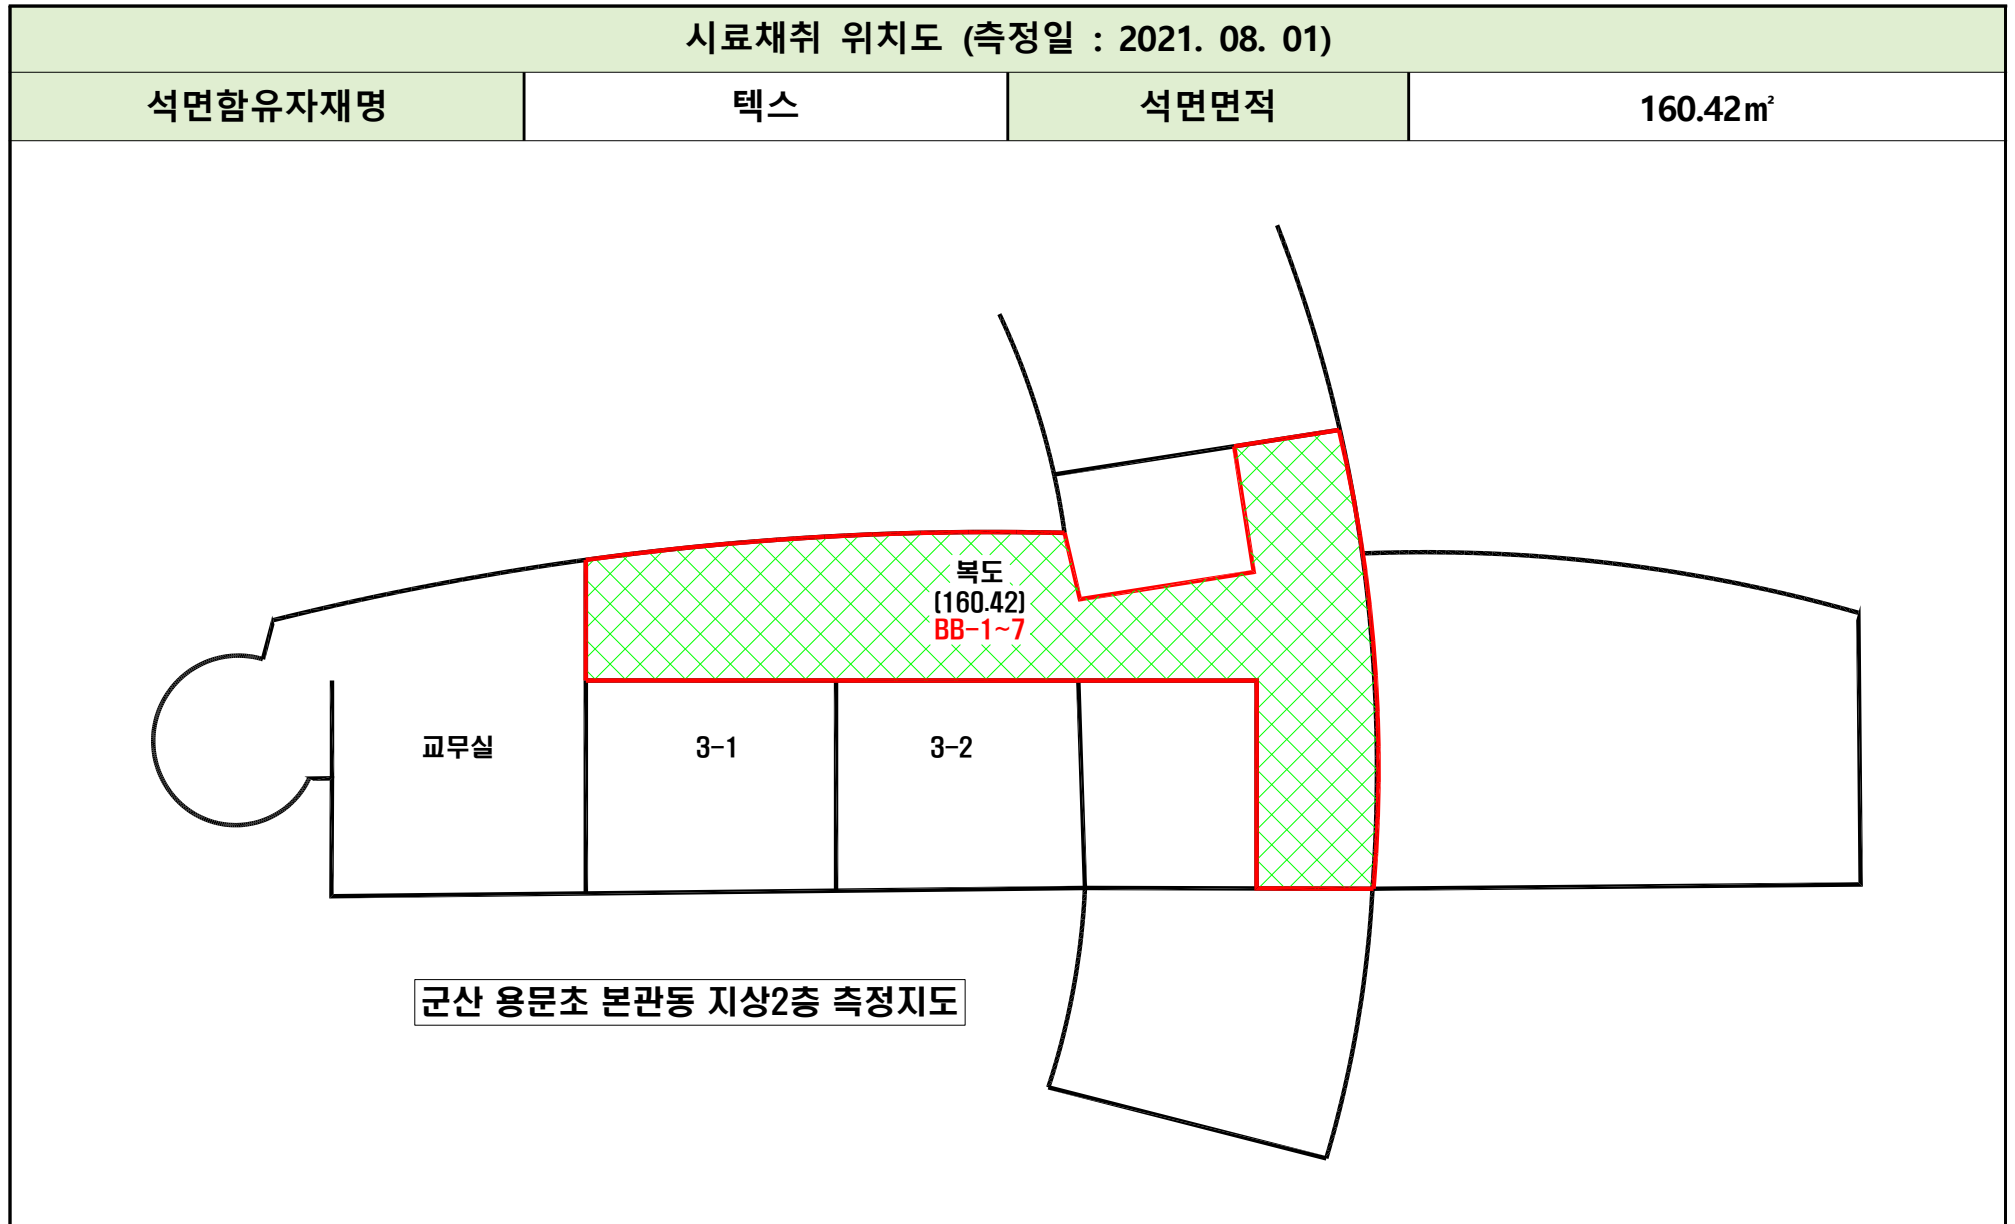 시료채취 위치도 (측정일 : 2021. 08. 01)
석면함유자재명 텍스 석면면적 160.42㎡
복도
(160.42)
BB-1~7
교무실 3-1 3-2
군산 용문초 본관동 지상2층 측정지도